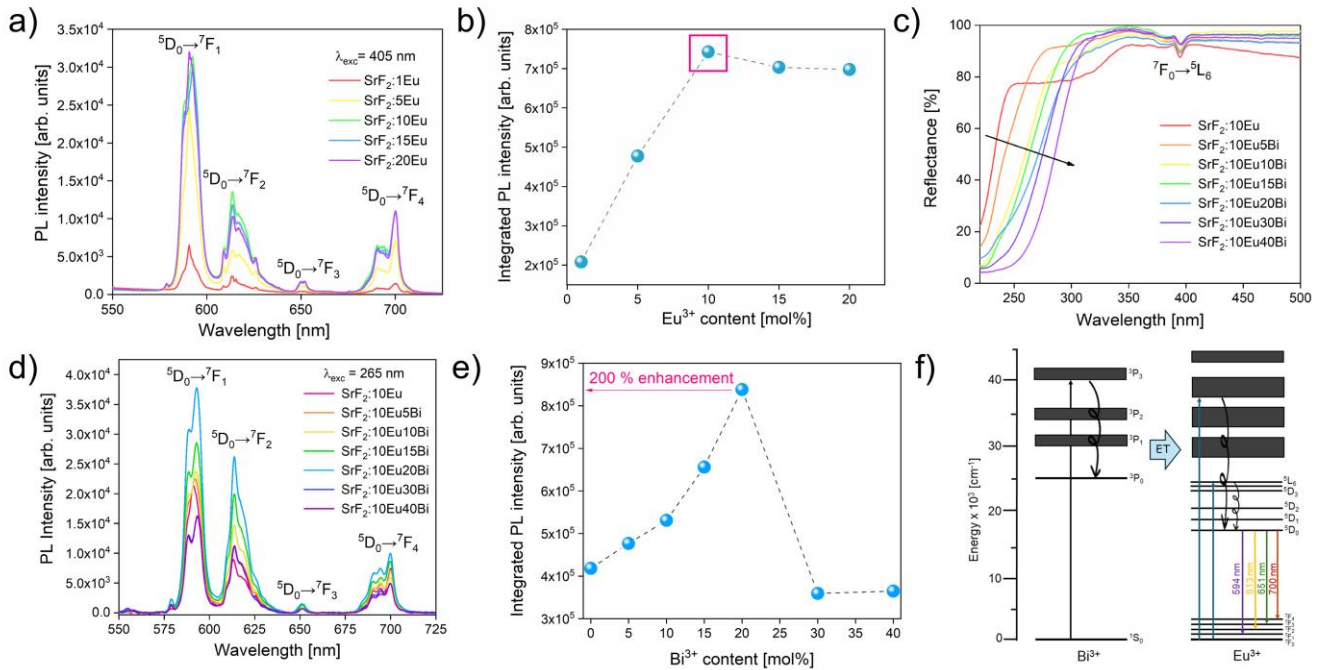 a)
⁵D₀→⁷F₁
λexc = 405 nm
SrF₂:1Eu
SrF₂:5Eu
SrF₂:10Eu
SrF₂:15Eu
SrF₂:20Eu
⁵D₀→⁷F₂
⁵D₀→⁷F₃
⁵D₀→⁷F₄
PL intensity [arb. units]
3.5x10⁴
3.0x10⁴
2.5x10⁴
2.0x10⁴
1.5x10⁴
1.0x10⁴
5.0x10³
0.0
550 600 650 700
Wavelength [nm]
b)
Integrated PL intensity [arb. units]
8x10⁵
7x10⁵
6x10⁵
5x10⁵
4x10⁵
3x10⁵
2x10⁵
0 5 10 15 20
Eu³⁺ content [mol%]
c)
Reflectance [%]
100
80
60
40
20
0
⁷F₀→⁵L₆
SrF₂:10Eu
SrF₂:10Eu5Bi
SrF₂:10Eu10Bi
SrF₂:10Eu15Bi
SrF₂:10Eu20Bi
SrF₂:10Eu30Bi
SrF₂:10Eu40Bi
250 300 350 400 450 500
Wavelength [nm]
d)
⁵D₀→⁷F₁
λexc = 265 nm
SrF₂:10Eu
SrF₂:10Eu5Bi
SrF₂:10Eu10Bi
SrF₂:10Eu15Bi
SrF₂:10Eu20Bi
SrF₂:10Eu30Bi
SrF₂:10Eu40Bi
⁵D₀→⁷F₂
⁵D₀→⁷F₃
⁵D₀→⁷F₄
PL Intensity [arb. units]
4.0x10⁴
3.5x10⁴
3.0x10⁴
2.5x10⁴
2.0x10⁴
1.5x10⁴
1.0x10⁴
5.0x10³
0.0
550 575 600 625 650 675 700 725
Wavelength [nm]
e)
200 % enhancement
Integrated PL intensity [arb. units]
9x10⁵
8x10⁵
7x10⁵
6x10⁵
5x10⁵
4x10⁵
3x10⁵
0 5 10 15 20 25 30 35 40
Bi³⁺ content [mol%]
f)
Energy x 10³ [cm⁻¹]
40
30
20
10
0
³P₃
³P₂
³P₁
³P₀
¹S₀
Bi³⁺
ET
⁵L₆
⁵D₃
⁵D₂
⁵D₁
⁵D₀
594 nm
613 nm
651 nm
700 nm
Eu³⁺